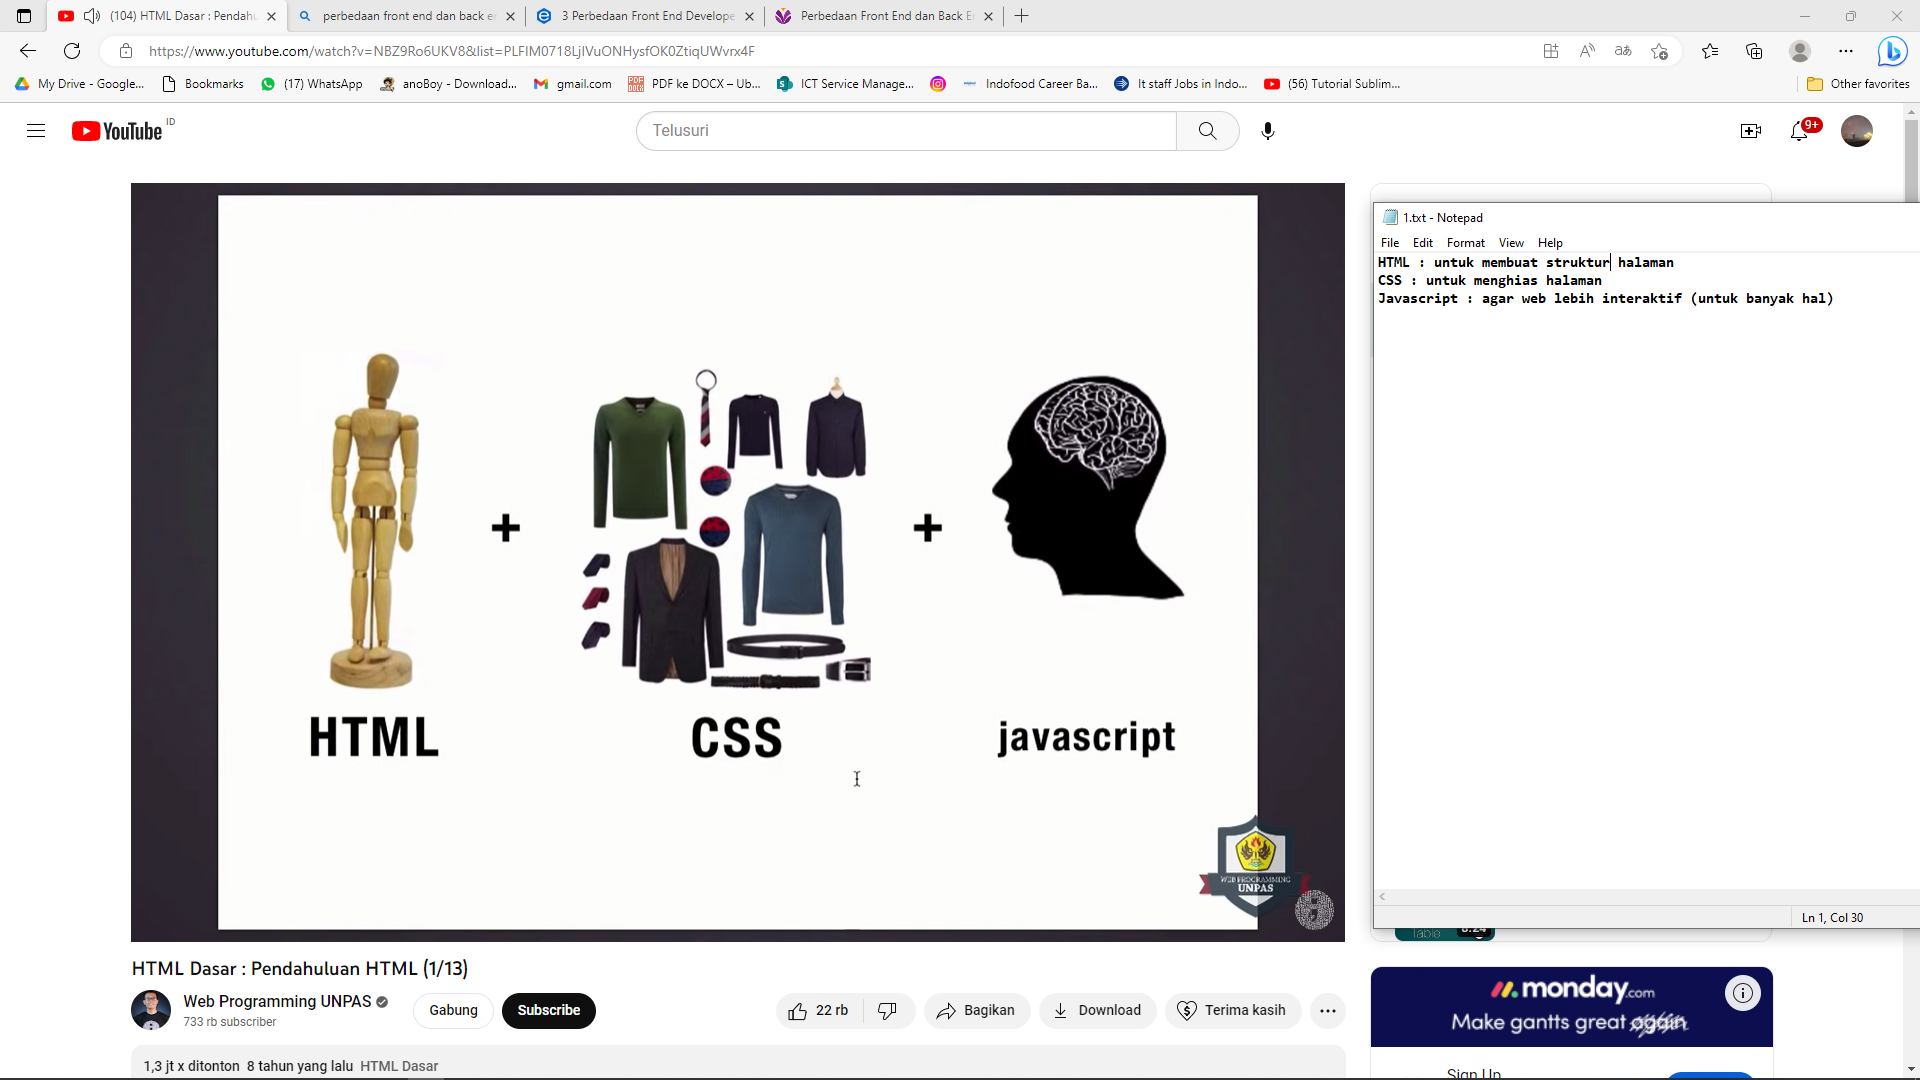 (104) HTML Dasar : Pendahu
perbedaan front end dan back e
3 Perbedaan Front End Develope
Perbedaan Front End dan Back E
https://www.youtube.com/watch?v=NBZ9Ro6UKV8&list=PLFIM0718LjIVuONHysfOK0ZtiqUWvrx4F
My Drive - Google...
Bookmarks
(17) WhatsApp
anoBoy - Download...
gmail.com
PDF ke DOCX – Ub...
ICT Service Manage...
Indofood Career Ba...
It staff Jobs in Indo...
(56) Tutorial Sublim...
Other favorites
YouTube ID
Telusuri
9+
1.txt - Notepad
File Edit Format View Help
HTML : untuk membuat struktur halaman
CSS : untuk menghias halaman
Javascript : agar web lebih interaktif (untuk banyak hal)
Ln 1, Col 30
+
+
HTML
CSS
javascript
WEB PROGRAMMING
UNPAS
Table
8:24
HTML Dasar : Pendahuluan HTML (1/13)
Web Programming UNPAS
733 rb subscriber
Gabung
Subscribe
22 rb
Bagikan
Download
Terima kasih
1,3 jt x ditonton 8 tahun yang lalu HTML Dasar
monday.com
Make gantts great again
Sign Up